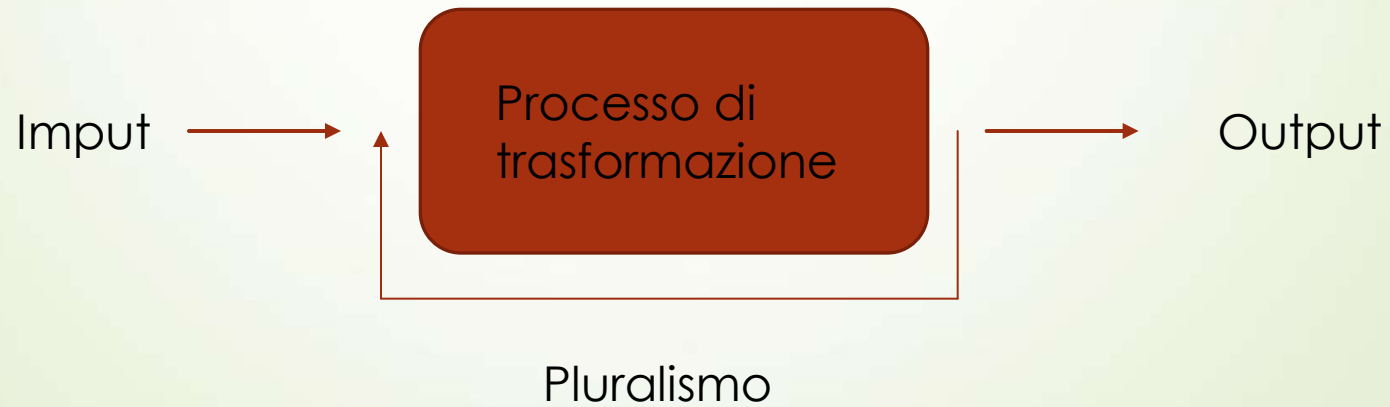 Imput
Processo di
trasformazione
Output
Pluralismo